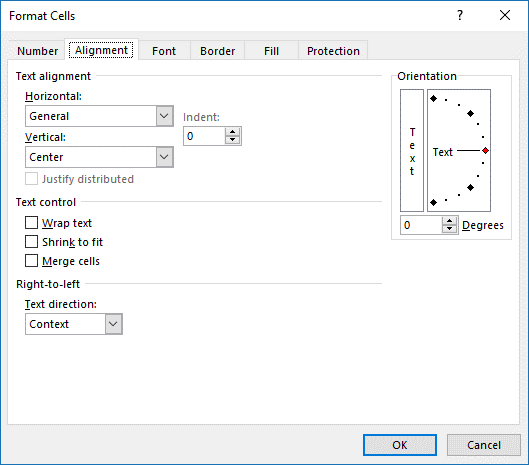 Format Cells
?
Number Alignment Font Border Fill Protection
Text alignment
Horizontal:
General
Indent:
0
Vertical:
Center
Justify distributed
Text control
Wrap text
Shrink to fit
Merge cells
Right-to-left
Text direction:
Context
Orientation
Text
Text
0 Degrees
OK Cancel